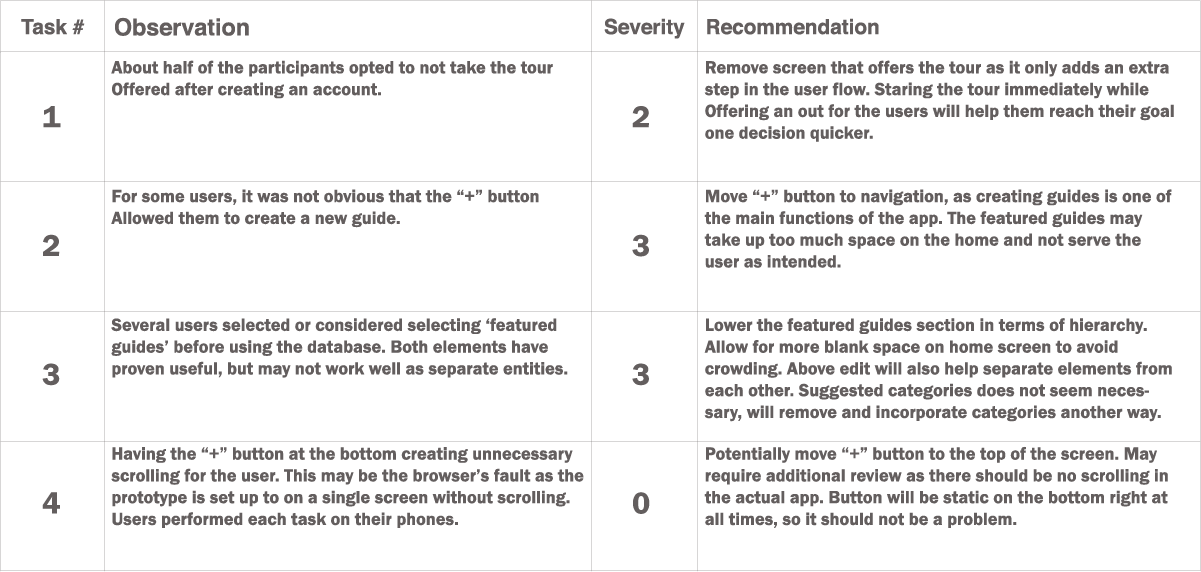 Task #
Observation
Severity
Recommendation
1
About half of the participants opted to not take the tour
Offered after creating an account.
2
Remove screen that offers the tour as it only adds an extra
step in the user flow. Staring the tour immediately while
Offering an out for the users will help them reach their goal
one decision quicker.
2
For some users, it was not obvious that the “+” button
Allowed them to create a new guide.
3
Move “+” button to navigation, as creating guides is one of
the main functions of the app. The featured guides may
take up too much space on the home and not serve the
user as intended.
3
Several users selected or considered selecting ‘featured
guides’ before using the database. Both elements have
proven useful, but may not work well as separate entities.
3
Lower the featured guides section in terms of hierarchy.
Allow for more blank space on home screen to avoid
crowding. Above edit will also help separate elements from
each other. Suggested categories does not seem neces-
sary, will remove and incorporate categories another way.
4
Having the “+” button at the bottom creating unnecessary
scrolling for the user. This may be the browser’s fault as the
prototype is set up to on a single screen without scrolling.
Users performed each task on their phones.
0
Potentially move “+” button to the top of the screen. May
require additional review as there should be no scrolling in
the actual app. Button will be static on the bottom right at
all times, so it should not be a problem.